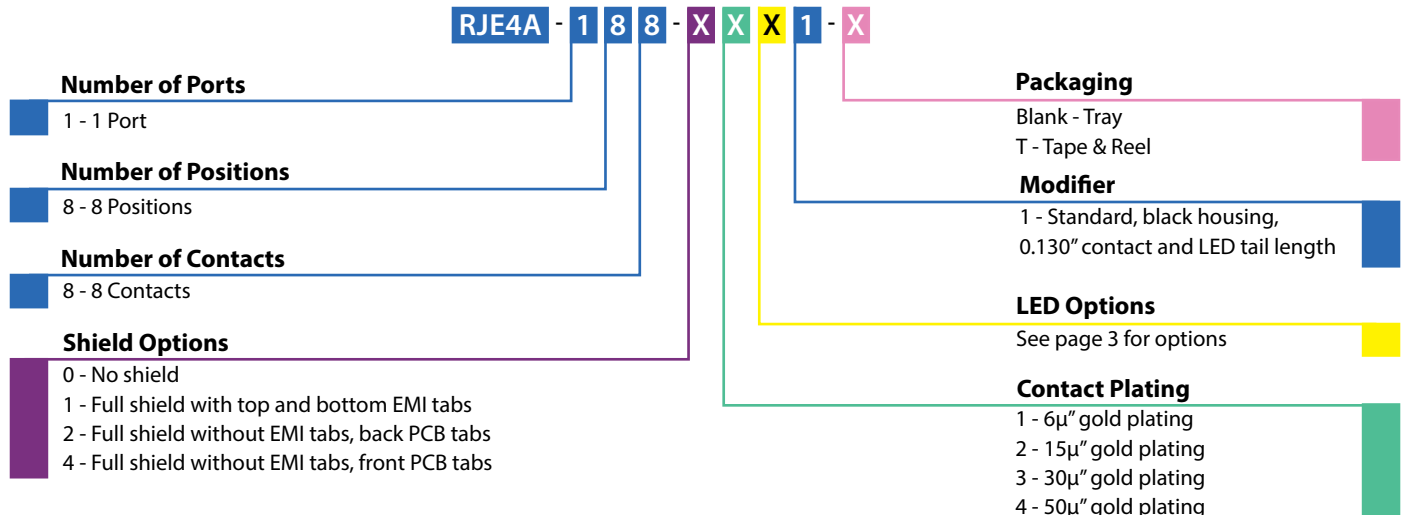 RJE4A - 1 8 8 - X X X 1 - X
Number of Ports
1 - 1 Port
Number of Positions
8 - 8 Positions
Number of Contacts
8 - 8 Contacts
Shield Options
0 - No shield
1 - Full shield with top and bottom EMI tabs
2 - Full shield without EMI tabs, back PCB tabs
4 - Full shield without EMI tabs, front PCB tabs
Packaging
Blank - Tray
T - Tape & Reel
Modifier
1 - Standard, black housing,
0.130” contact and LED tail length
LED Options
See page 3 for options
Contact Plating
1 - 6µ” gold plating
2 - 15µ” gold plating
3 - 30µ” gold plating
4 - 50µ” gold plating